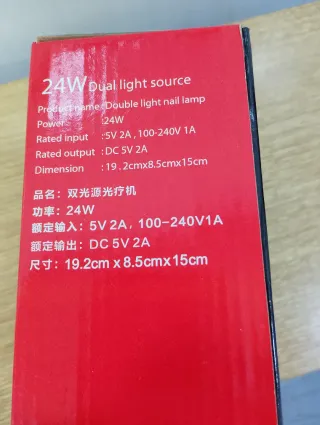 24W Dual light source
Product name : Double light nail lamp
Power : 24W
Rated input : 5V 2A , 100-240V 1A
Rated output : DC 5V 2A
Dimension : 19 . 2cmx8.5cmx15cm
品名：双光源光疗机
功率：24W
额定输入：5V 2A，100-240V1A
额定输出：DC 5V 2A
尺寸：19.2cm x 8.5cmx15cm